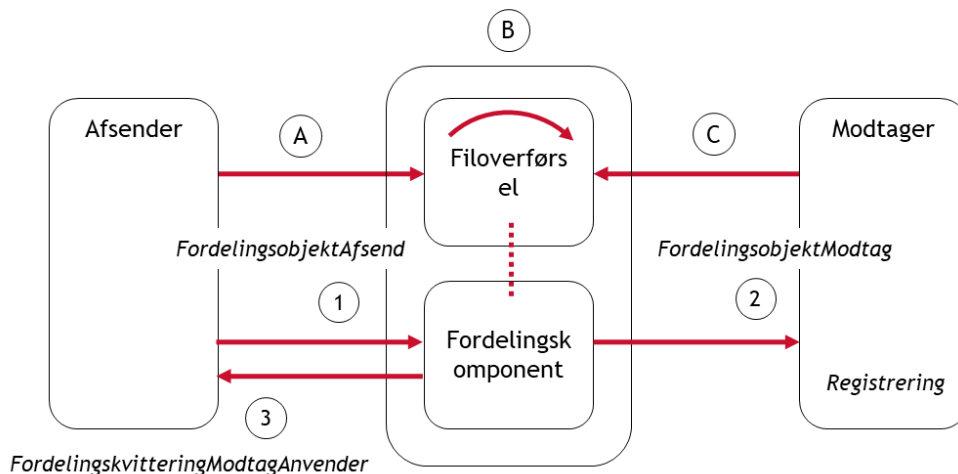 B
Afsender
A
Filoverførs
el
C
Modtager
FordelingsobjektAfsend
FordelingsobjektModtag
1
2
Fordelingsk
omponent
3
Registrering
FordelingskvitteringModtagAnvender